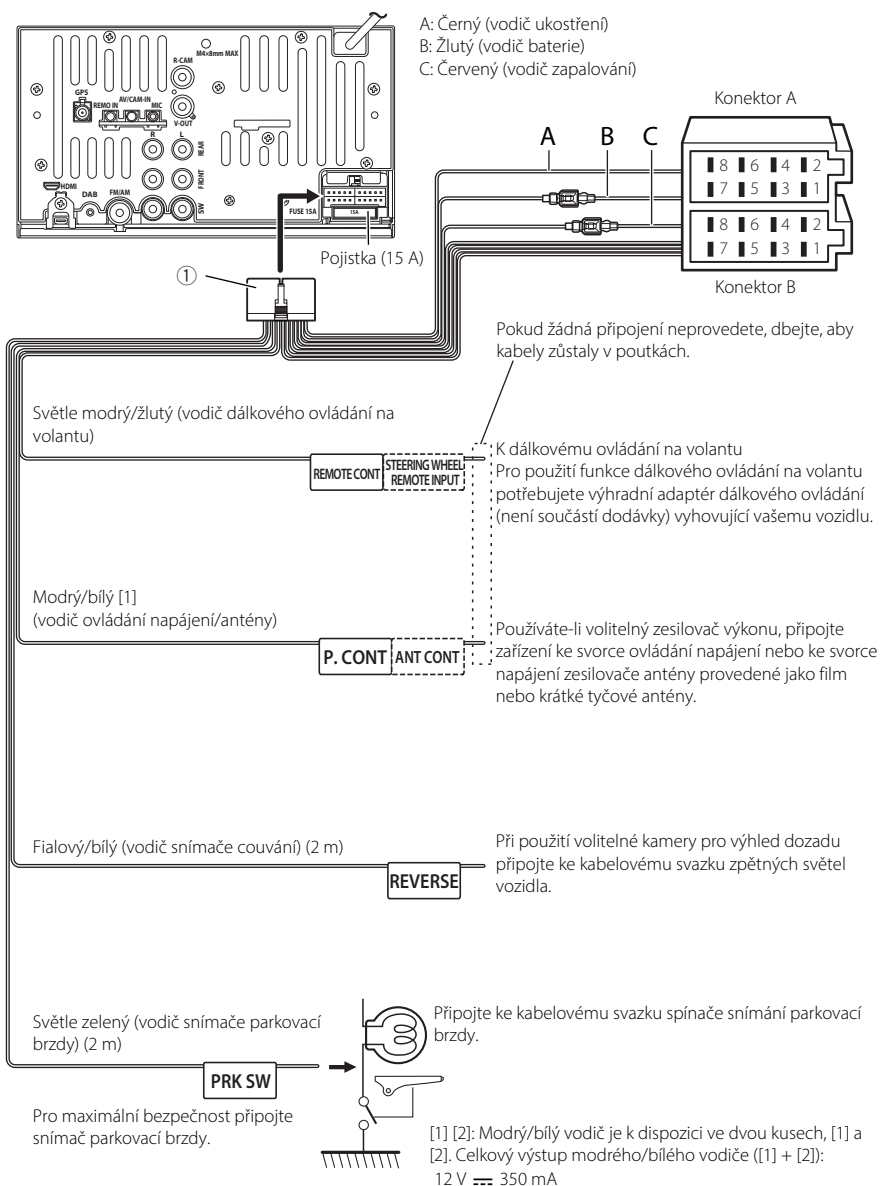 A: Černý (vodič ukostření)
B: Žlutý (vodič baterie)
C: Červený (vodič zapalování)
M4×8mm MAX
R-CAM
GPS
AV/CAM-IN
REMO IN
MIC
V-OUT
R
L
REAR
FRONT
SW
HDMI
DAB
FM/AM
FUSE 15A
15A
Pojistka (15 A)
①
Konektor A
A
B
C
8 6 4 2
7 5 3 1
8 6 4 2
7 5 3 1
Konektor B
Pokud žádná připojení neprovedete, dbejte, aby
kabely zůstaly v poutkách.
Světle modrý/žlutý (vodič dálkového ovládání na
volantu)
REMOTE CONT
STEERING WHEEL
REMOTE INPUT
K dálkovému ovládání na volantu
Pro použití funkce dálkového ovládání na volantu
potřebujete výhradní adaptér dálkového ovládání
(není součástí dodávky) vyhovující vašemu vozidlu.
Modrý/bílý [1]
(vodič ovládání napájení/antény)
P. CONT
ANT CONT
Používáte-li volitelný zesilovač výkonu, připojte
zařízení ke svorce ovládání napájení nebo ke svorce
napájení zesilovače antény provedené jako film
nebo krátké tyčové antény.
Fialový/bílý (vodič snímače couvání) (2 m)
REVERSE
Při použití volitelné kamery pro výhled dozadu
připojte ke kabelovému svazku zpětných světel
vozidla.
Světle zelený (vodič snímače parkovací
brzdy) (2 m)
PRK SW
Připojte ke kabelovému svazku spínače snímání parkovací
brzdy.
Pro maximální bezpečnost připojte
snímač parkovací brzdy.
[1] [2]: Modrý/bílý vodič je k dispozici ve dvou kusech, [1] a
[2]. Celkový výstup modrého/bílého vodiče ([1] + [2]):
12 V ⎓ 350 mA